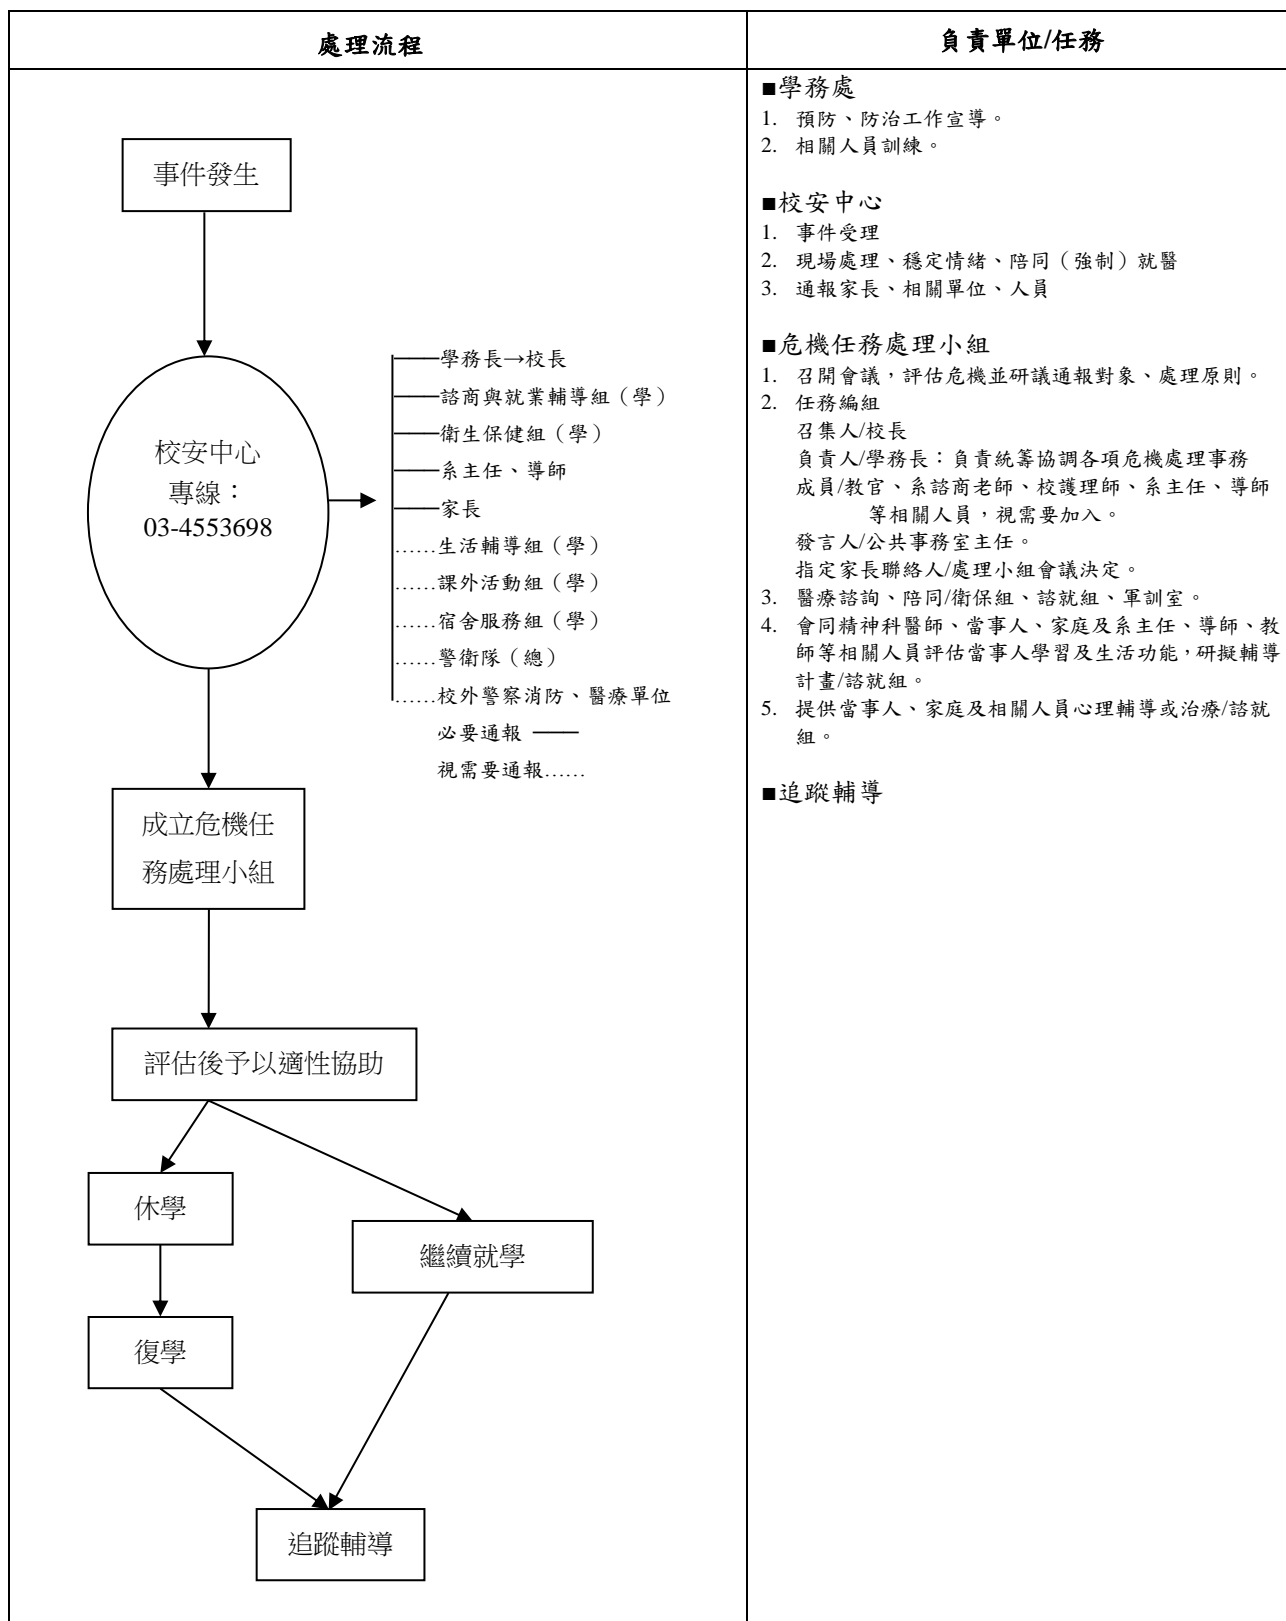 處理流程
負責單位/任務
事件發生
校安中心
專線：
03-4553698
───學務長→校長
───諮商與就業輔導組（學）
───衛生保健組（學）
───系主任、導師
───家長
……生活輔導組（學）
……課外活動組（學）
……宿舍服務組（學）
……警衛隊（總）
……校外警察消防、醫療單位
必要通報 ───
視需要通報……
成立危機任
務處理小組
評估後予以適性協助
休學
繼續就學
復學
追蹤輔導
■學務處
1. 預防、防治工作宣導。
2. 相關人員訓練。
■校安中心
1. 事件受理
2. 現場處理、穩定情緒、陪同（強制）就醫
3. 通報家長、相關單位、人員
■危機任務處理小組
1. 召開會議，評估危機並研議通報對象、處理原則。
2. 任務編組
召集人/校長
負責人/學務長：負責統籌協調各項危機處理事務
成員/教官、系諮商老師、校護理師、系主任、導師
等相關人員，視需要加入。
發言人/公共事務室主任。
指定家長聯絡人/處理小組會議決定。
3. 醫療諮詢、陪同/衛保組、諮就組、軍訓室。
4. 會同精神科醫師、當事人、家庭及系主任、導師、教
師等相關人員評估當事人學習及生活功能，研擬輔導
計畫/諮就組。
5. 提供當事人、家庭及相關人員心理輔導或治療/諮就
組。
■追蹤輔導